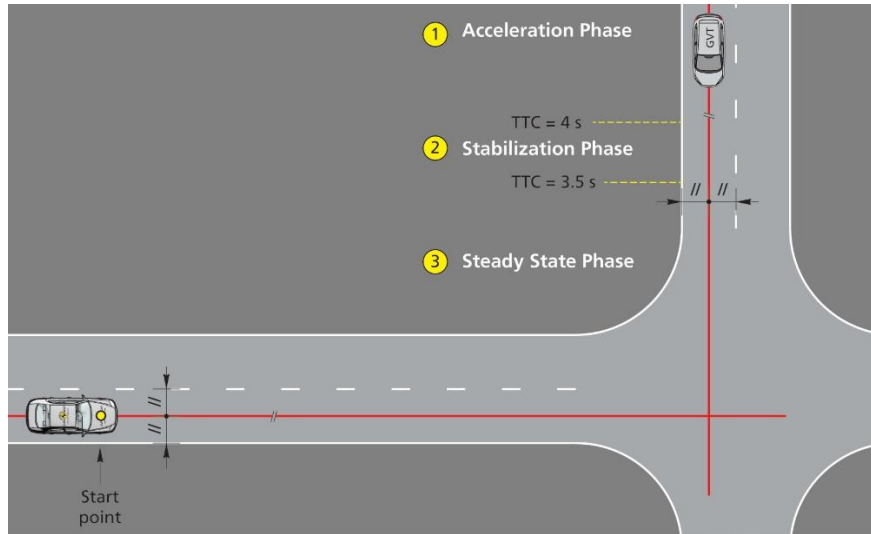 1 Acceleration Phase
GVT
TTC = 4 s
2 Stabilization Phase
TTC = 3.5 s
3 Steady State Phase
Start
point